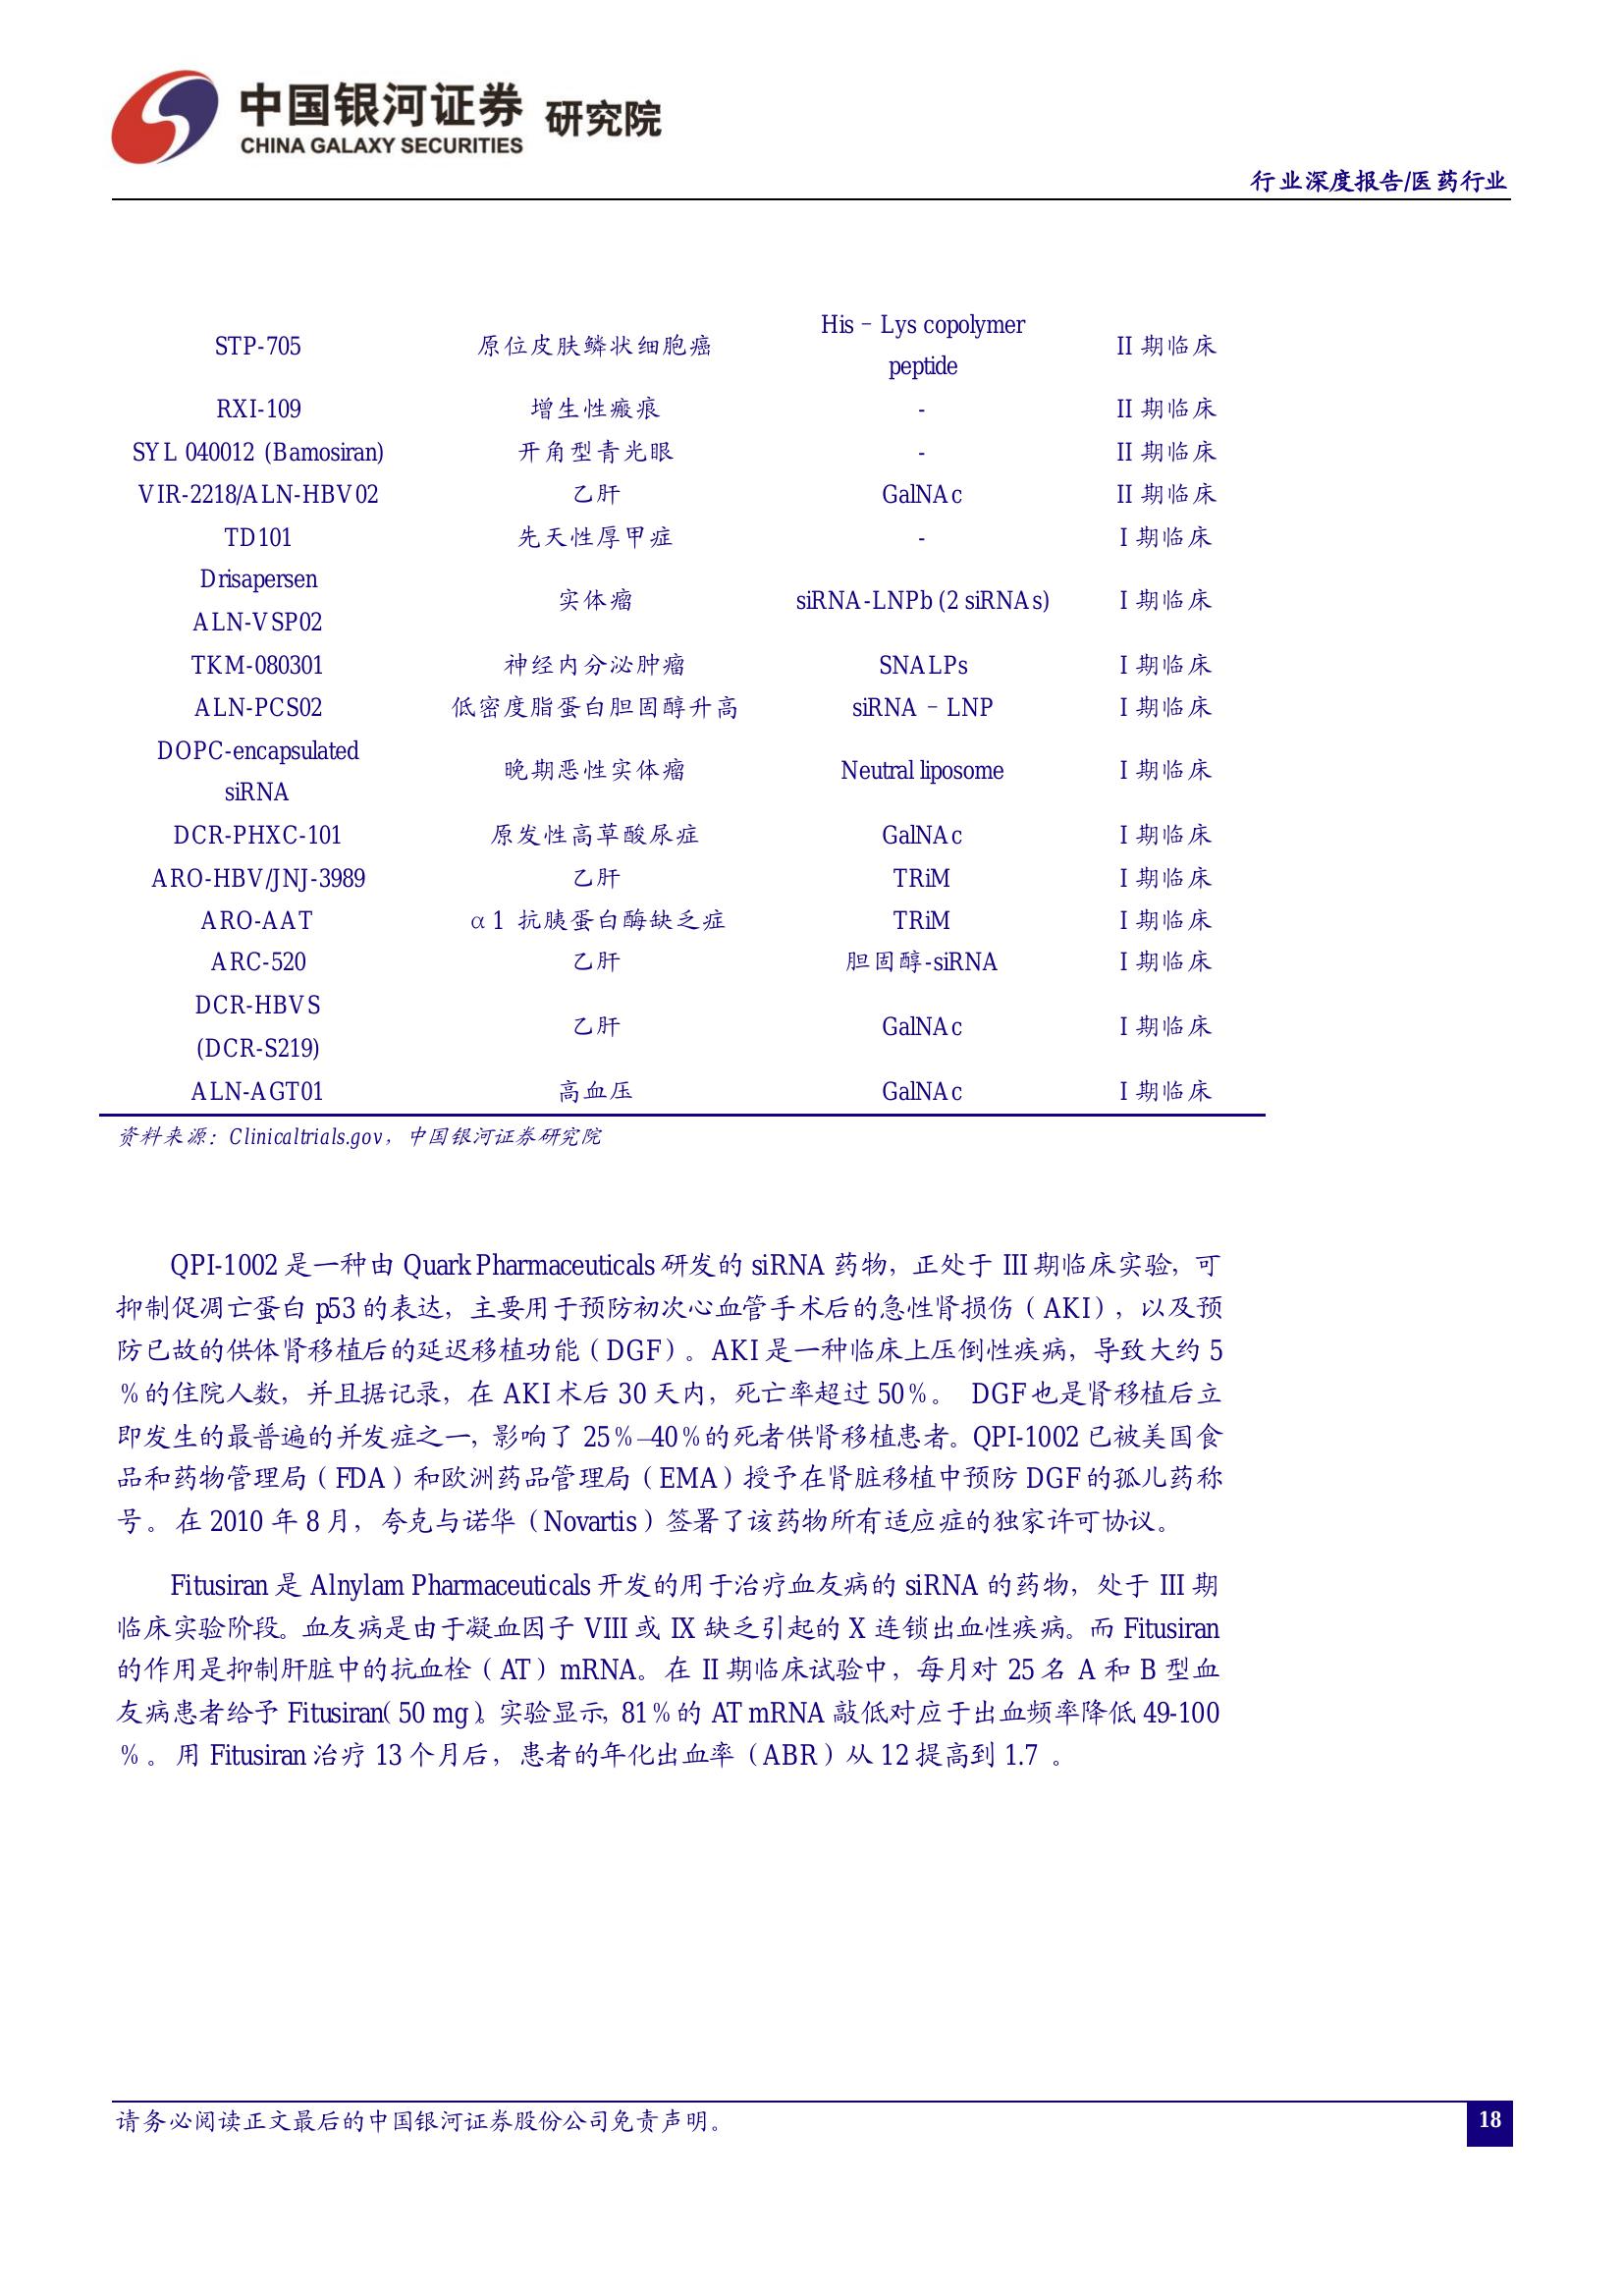 中国银河证券 研究院
CHINA GALAXY SECURITIES
行业深度报告/医药行业
STP-705 原位皮肤鳞状细胞癌 His – Lys copolymer peptide II 期临床
RXI-109 增生性瘢痕 - II 期临床
SYL 040012 (Bamosiran) 开角型青光眼 - II 期临床
VIR-2218/ALN-HBV02 乙肝 GalNAc II 期临床
TD101 先天性厚甲症 - I 期临床
Drisapersen
ALN-VSP02 实体瘤 siRNA-LNPb (2 siRNAs) I 期临床
TKM-080301 神经内分泌肿瘤 SNALPs I 期临床
ALN-PCS02 低密度脂蛋白胆固醇升高 siRNA – LNP I 期临床
DOPC-encapsulated siRNA 晚期恶性实体瘤 Neutral liposome I 期临床
DCR-PHXC-101 原发性高草酸尿症 GalNAc I 期临床
ARO-HBV/JNJ-3989 乙肝 TRiM I 期临床
ARO-AAT α1 抗胰蛋白酶缺乏症 TRiM I 期临床
ARC-520 乙肝 胆固醇-siRNA I 期临床
DCR-HBVS
(DCR-S219) 乙肝 GalNAc I 期临床
ALN-AGT01 高血压 GalNAc I 期临床
资料来源：Clinicaltrials.gov，中国银河证券研究院
QPI-1002 是一种由 Quark Pharmaceuticals 研发的 siRNA 药物，正处于 III 期临床实验，可
抑制促凋亡蛋白 p53 的表达，主要用于预防初次心血管手术后的急性肾损伤（AKI），以及预
防已故的供体肾移植后的延迟移植功能（DGF）。AKI 是一种临床上压倒性疾病，导致大约 5
％的住院人数，并且据记录，在 AKI 术后 30 天内，死亡率超过 50％。 DGF 也是肾移植后立
即发生的最普遍的并发症之一，影响了 25％–40％的死者供肾移植患者。QPI-1002 已被美国食
品和药物管理局（FDA）和欧洲药品管理局（EMA）授予在肾脏移植中预防 DGF 的孤儿药称
号。在 2010 年 8 月，夸克与诺华（Novartis）签署了该药物所有适应症的独家许可协议。
Fitusiran 是 Alnylam Pharmaceuticals 开发的用于治疗血友病的 siRNA 的药物，处于 III 期
临床实验阶段。血友病是由于凝血因子 VIII 或 IX 缺乏引起的 X 连锁出血性疾病。而 Fitusiran
的作用是抑制肝脏中的抗血栓（AT）mRNA。在 II 期临床试验中，每月对 25 名 A 和 B 型血
友病患者给予 Fitusiran（50 mg）。实验显示，81％的 AT mRNA 敲低对应于出血频率降低 49-100
％。用 Fitusiran 治疗 13 个月后，患者的年化出血率（ABR）从 12 提高到 1.7 。
请务必阅读正文最后的中国银河证券股份公司免责声明。
18